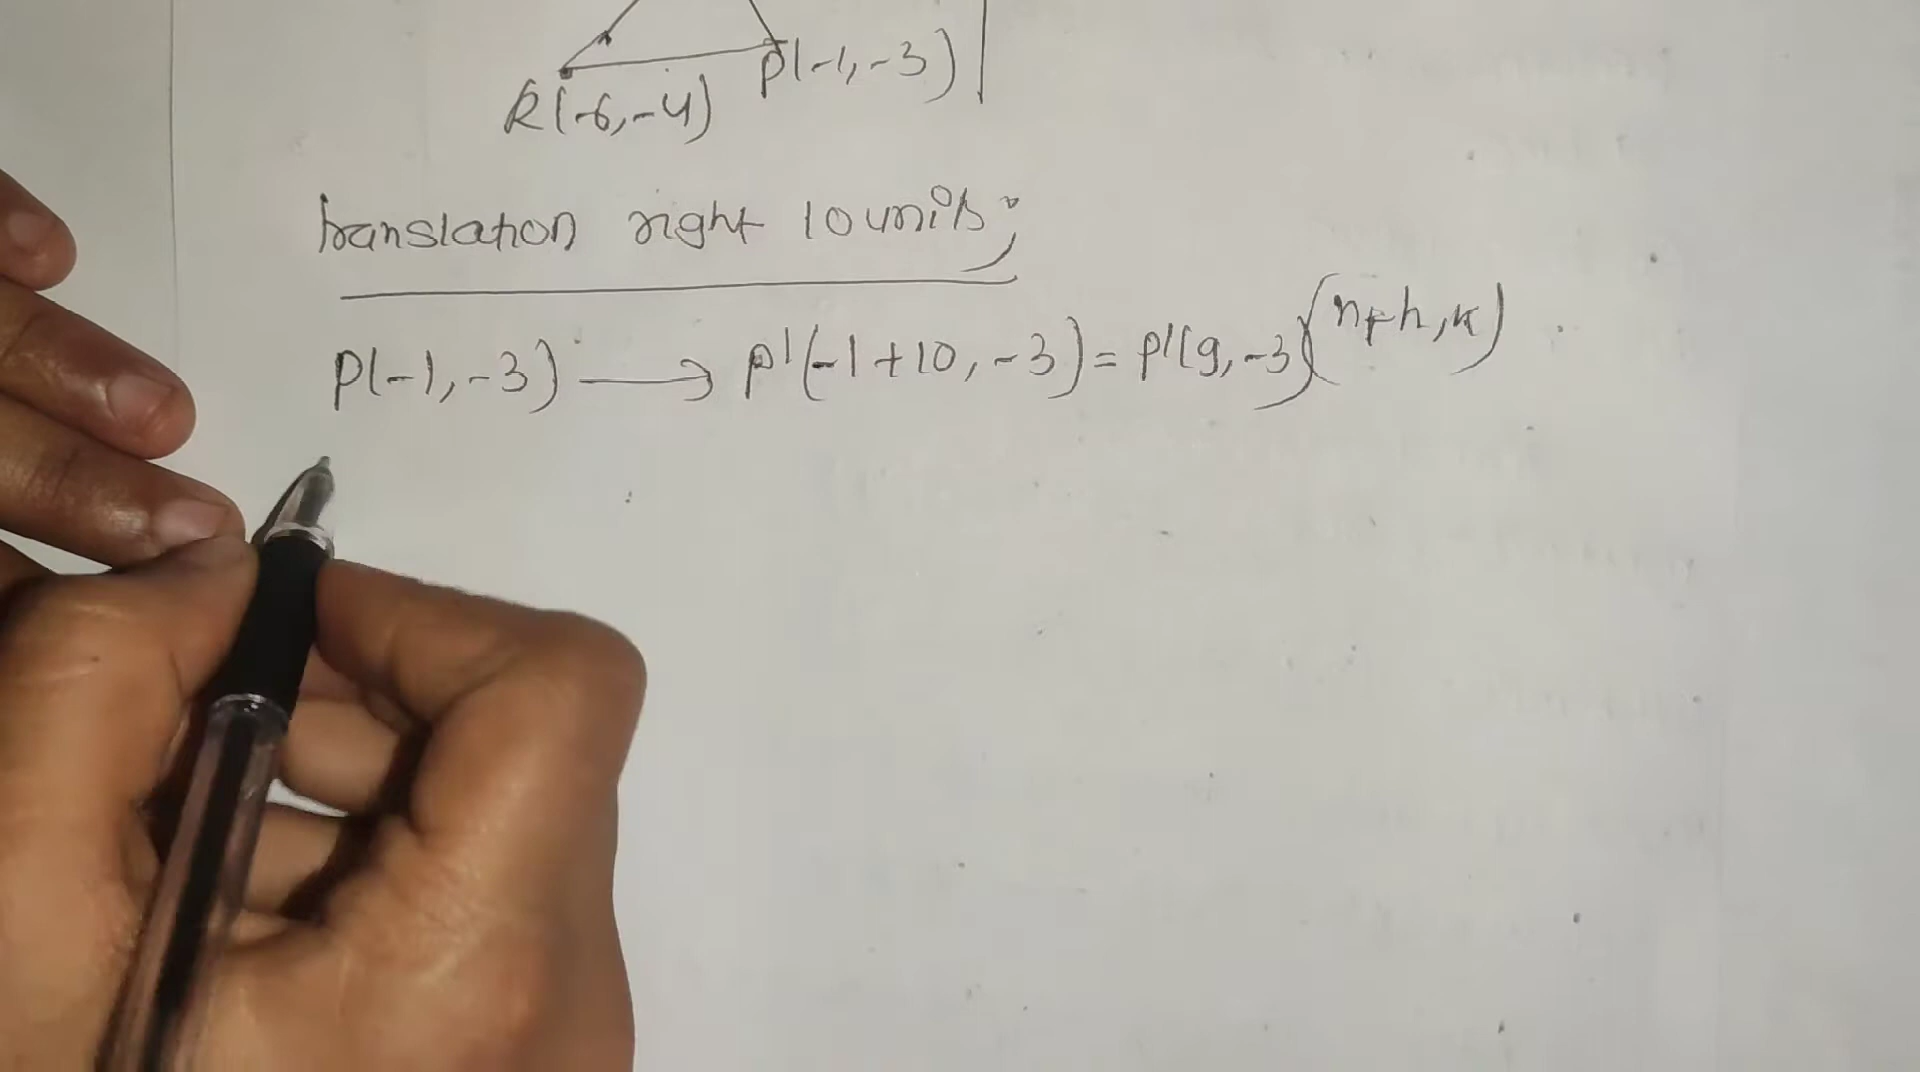 P(-1,-3)
R(-6,-4)
translation right 10 units;
P(-1,-3) → P'(-1+10,-3) = P'(9,-3) (n+h,k)